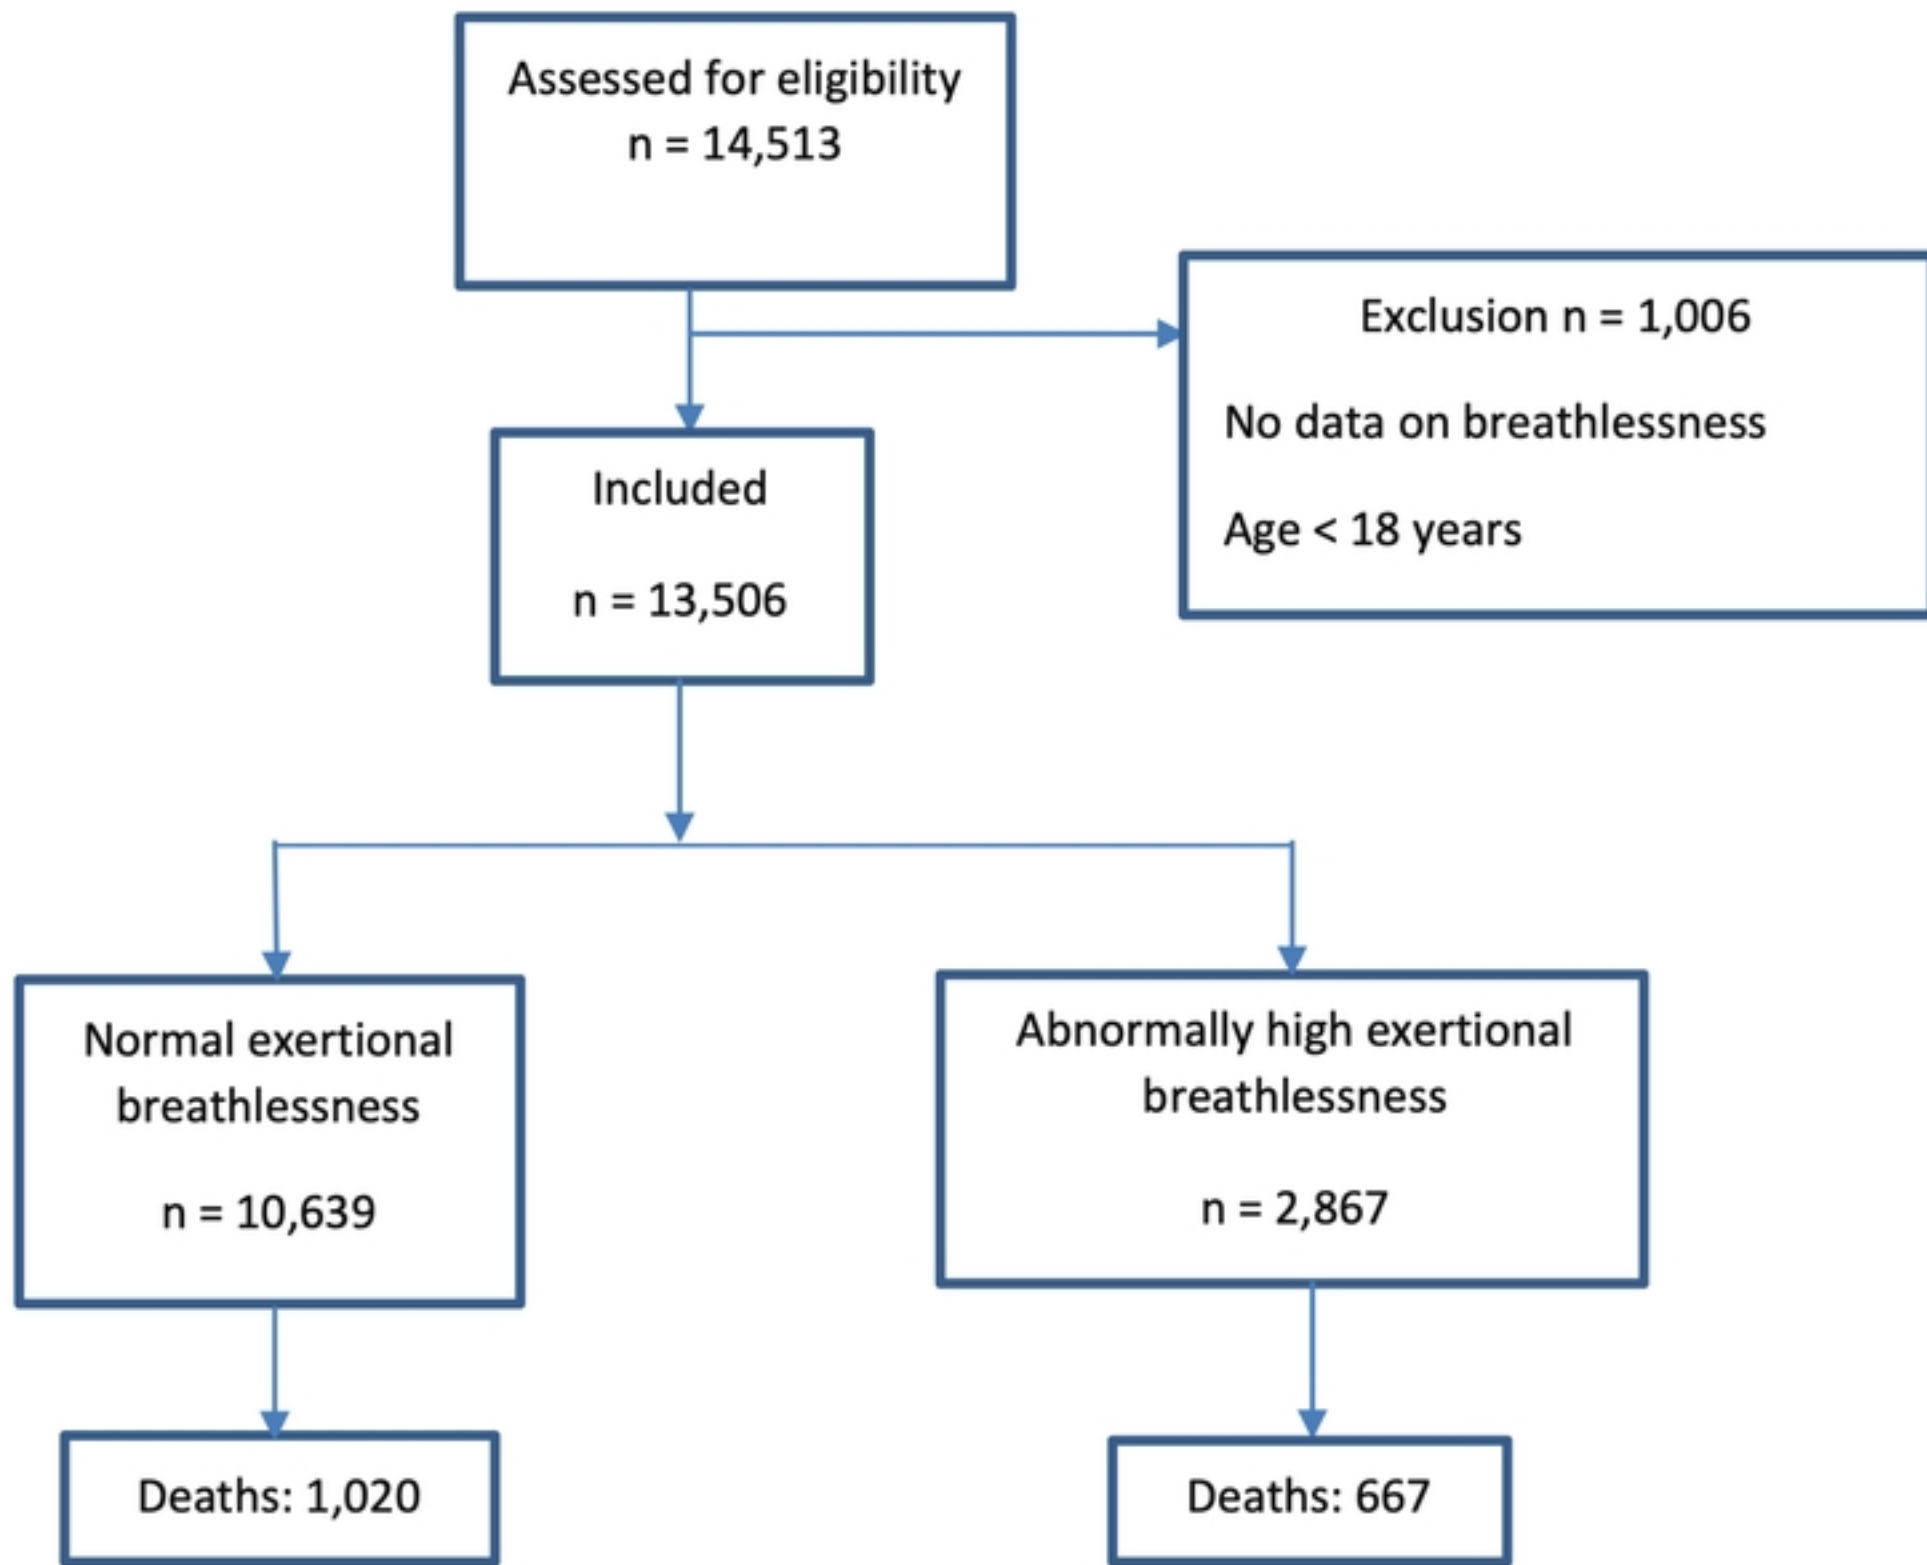 Assessed for eligibility
n = 14,513
Exclusion n = 1,006
No data on breathlessness
Age < 18 years
Included
n = 13,506
Normal exertional
breathlessness
n = 10,639
Abnormally high exertional
breathlessness
n = 2,867
Deaths: 1,020
Deaths: 667